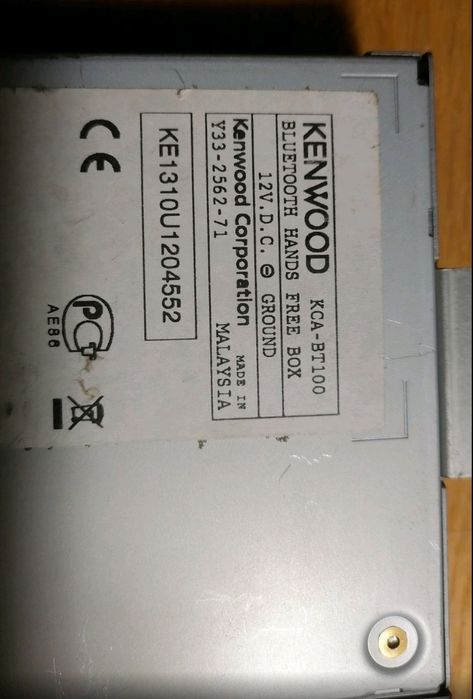 KENWOOD KCA-BT100
BLUETOOTH HANDS FREE BOX
12V.D.C. ⊖ GROUND
Kenwood Corporation MADE IN
Y33-2562-71 MALAYSIA
KE1310U1204552
CE
PC
AE86